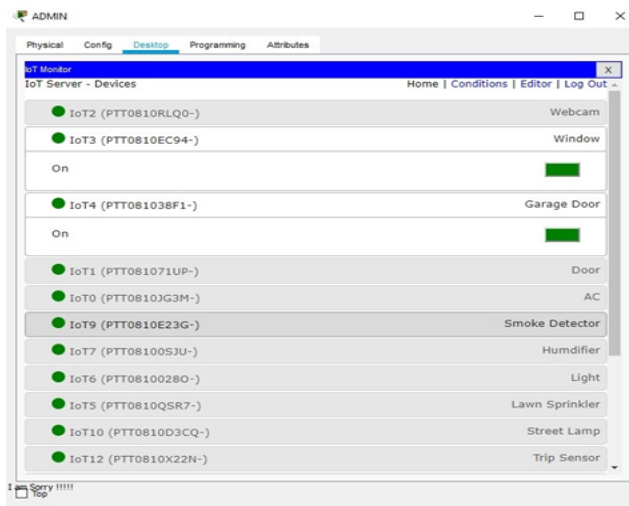 ADMIN
Physical Config Desktop Programming Attributes
IoT Monitor X
IoT Server - Devices Home | Conditions | Editor | Log Out
IoT2 (PTT0810RLQ0-) Webcam
IoT3 (PTT0810EC94-) Window
On
IoT4 (PTT081038F1-) Garage Door
On
IoT1 (PTT081071UP-) Door
IoT0 (PTT0810JG3M-) AC
IoT9 (PTT0810E23G-) Smoke Detector
IoT7 (PTT08100SJU-) Humdifier
IoT6 (PTT0810028O-) Light
IoT5 (PTT0810QSR7-) Lawn Sprinkler
IoT10 (PTT0810D3CQ-) Street Lamp
IoT12 (PTT0810X22N-) Trip Sensor
I am Sorry !!!!!
Top